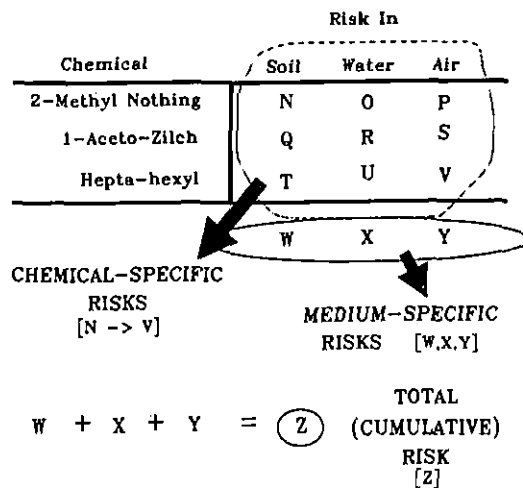 Risk In
Chemical Soil Water Air
2-Methyl Nothing N O P
1-Aceto-Zilch Q R S
Hepta-hexyl T U V
W X Y
CHEMICAL-SPECIFIC
RISKS
[N -> V]
MEDIUM-SPECIFIC
RISKS [W,X,Y]
W + X + Y = Z
TOTAL
(CUMULATIVE)
RISK
[Z]